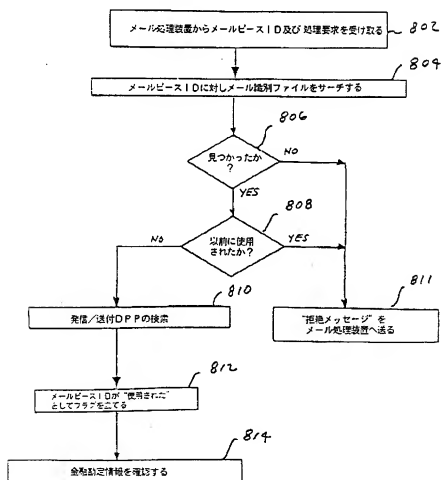 メール処理装置からメールピースID及び処理要求を受け取る
802
804
メールピースIDに対しメール識別ファイルをサーチする
806
見つかったか
?
NO
YES
808
以前に使用
されたか?
NO
YES
810
811
発信/送付DPPの検索
"拒絶メッセージ"を
メール処理装置へ送る
812
メールピースIDが"使用された"
としてフラグを立てる
814
金融勘定情報を確認する